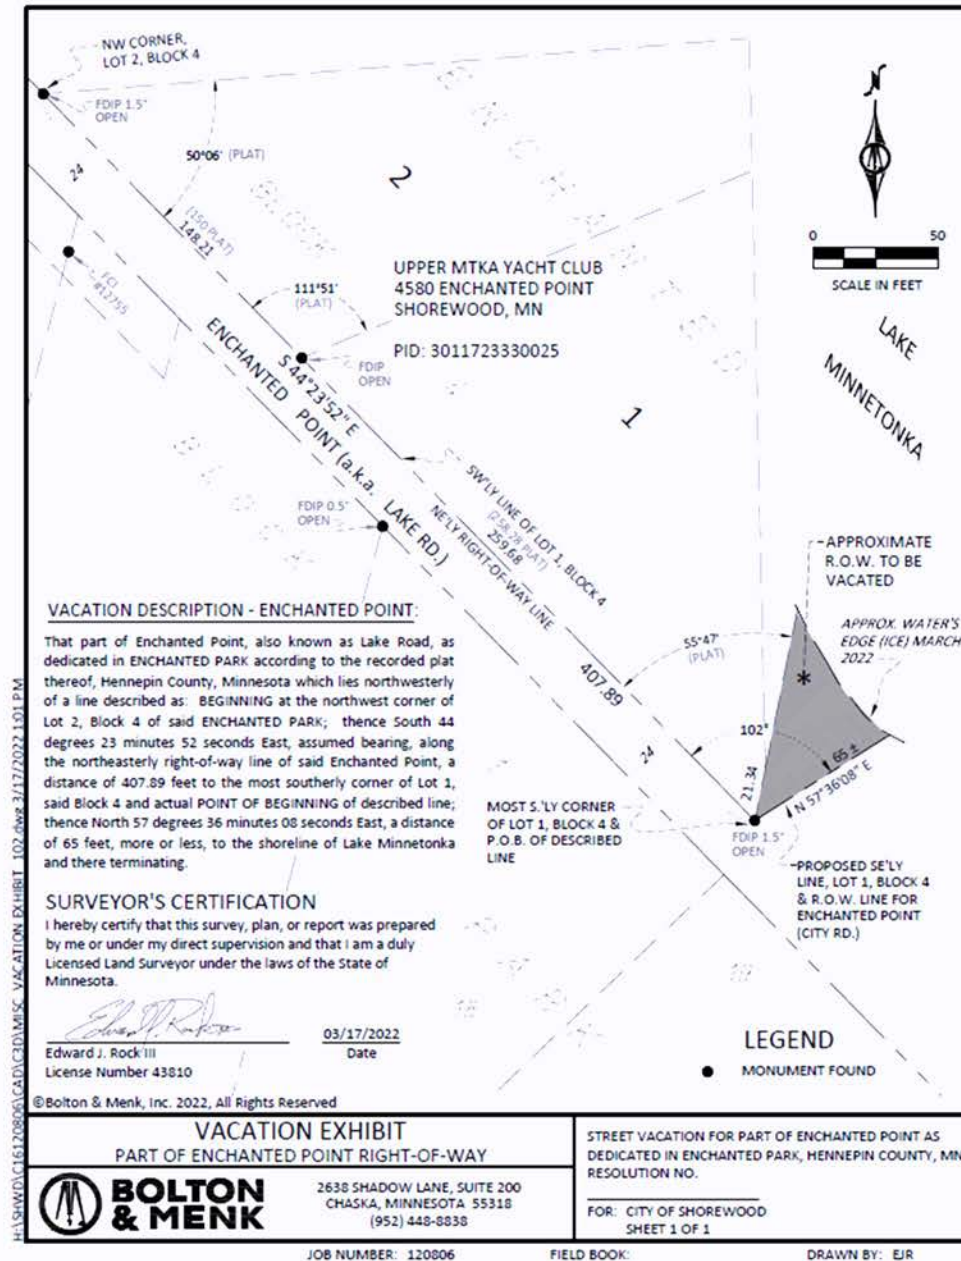 NW CORNER,
LOT 2, BLOCK 4
FDIP 1.5"
OPEN
50°06' (PLAT)
24
(150 PLAT)
148.21
2
FCI
#12755
111°51'
(PLAT)
UPPER MTKA YACHT CLUB
4580 ENCHANTED POINT
SHOREWOOD, MN
PID: 3011723330025
FDIP
OPEN
N
0 50
SCALE IN FEET
LAKE
MINNETONKA
ENCHANTED POINT (a.k.a. LAKE RD.)
S 44°23'52" E
1
SW'LY LINE OF LOT 1, BLOCK 4
(258.28 PLAT)
259.68
NE'LY RIGHT-OF-WAY LINE
FDIP 0.5"
OPEN
APPROXIMATE
R.O.W. TO BE
VACATED
APPROX. WATER'S
EDGE (ICE) MARCH
2022
55°47'
(PLAT)
*
407.89
102°
24
21.34
65 ±
N 57°36'08" E
MOST S.'LY CORNER
OF LOT 1, BLOCK 4 &
P.O.B. OF DESCRIBED
LINE
FDIP 1.5"
OPEN
PROPOSED SE'LY
LINE, LOT 1, BLOCK 4
& R.O.W. LINE FOR
ENCHANTED POINT
(CITY RD.)
VACATION DESCRIPTION - ENCHANTED POINT:
That part of Enchanted Point, also known as Lake Road, as
dedicated in ENCHANTED PARK according to the recorded plat
thereof, Hennepin County, Minnesota which lies northwesterly
of a line described as: BEGINNING at the northwest corner of
Lot 2, Block 4 of said ENCHANTED PARK; thence South 44
degrees 23 minutes 52 seconds East, assumed bearing, along
the northeasterly right-of-way line of said Enchanted Point, a
distance of 407.89 feet to the most southerly corner of Lot 1,
said Block 4 and actual POINT OF BEGINNING of described line;
thence North 57 degrees 36 minutes 08 seconds East, a distance
of 65 feet, more or less, to the shoreline of Lake Minnetonka
and there terminating.
SURVEYOR'S CERTIFICATION
I hereby certify that this survey, plan, or report was prepared
by me or under my direct supervision and that I am a duly
Licensed Land Surveyor under the laws of the State of
Minnesota.
03/17/2022
Edward J. Rock III Date
License Number 43810
©Bolton & Menk, Inc. 2022, All Rights Reserved
LEGEND
MONUMENT FOUND
H:\SHWD\C16120806\CAD\C3D\MISC_VACATION EXHIBIT_102.dwg 3/17/2022 1:01 PM
VACATION EXHIBIT
PART OF ENCHANTED POINT RIGHT-OF-WAY
BOLTON
& MENK
2638 SHADOW LANE, SUITE 200
CHASKA, MINNESOTA 55318
(952) 448-8838
STREET VACATION FOR PART OF ENCHANTED POINT AS
DEDICATED IN ENCHANTED PARK, HENNEPIN COUNTY, MN
RESOLUTION NO.
FOR: CITY OF SHOREWOOD
SHEET 1 OF 1
JOB NUMBER: 120806 FIELD BOOK: DRAWN BY: EJR